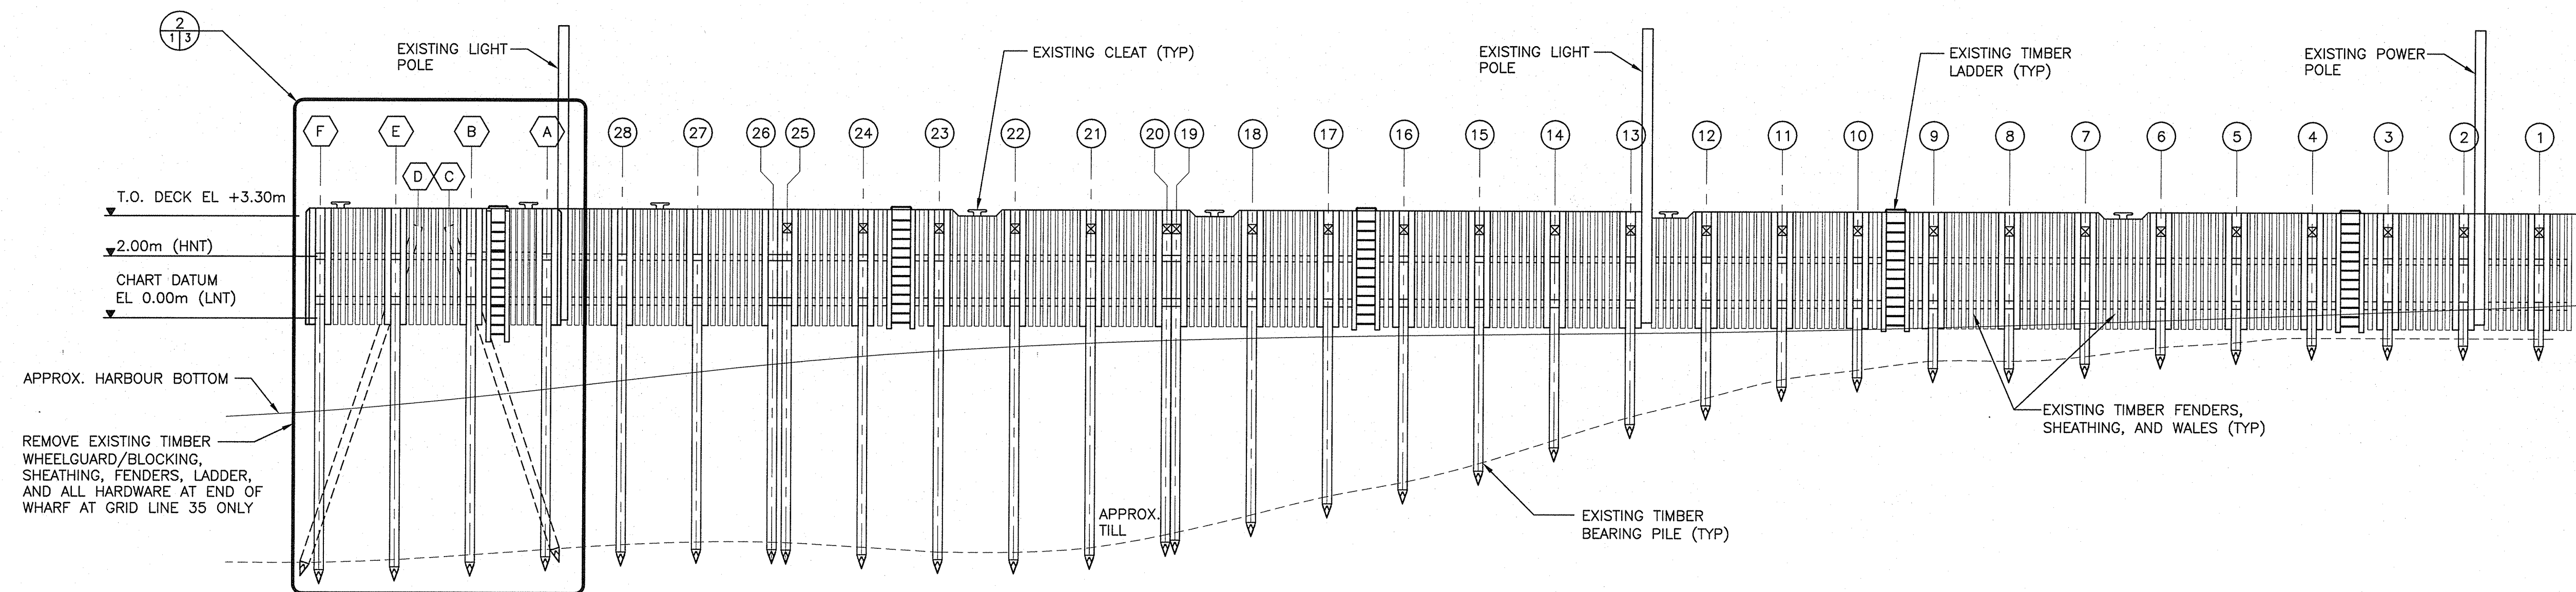 2
1 3
EXISTING LIGHT
POLE
EXISTING CLEAT (TYP)
EXISTING LIGHT
POLE
EXISTING TIMBER
LADDER (TYP)
EXISTING POWER
POLE
F E B A 28 27 26 25 24 23 22 21 20 19 18 17 16 15 14 13 12 11 10 9 8 7 6 5 4 3 2 1
D C
T.O. DECK EL +3.30m
2.00m (HNT)
CHART DATUM
EL 0.00m (LNT)
APPROX. HARBOUR BOTTOM
REMOVE EXISTING TIMBER
WHEELGUARD/BLOCKING,
SHEATHING, FENDERS, LADDER,
AND ALL HARDWARE AT END OF
WHARF AT GRID LINE 35 ONLY
APPROX.
TILL
EXISTING TIMBER
BEARING PILE (TYP)
EXISTING TIMBER FENDERS,
SHEATHING, AND WALES (TYP)